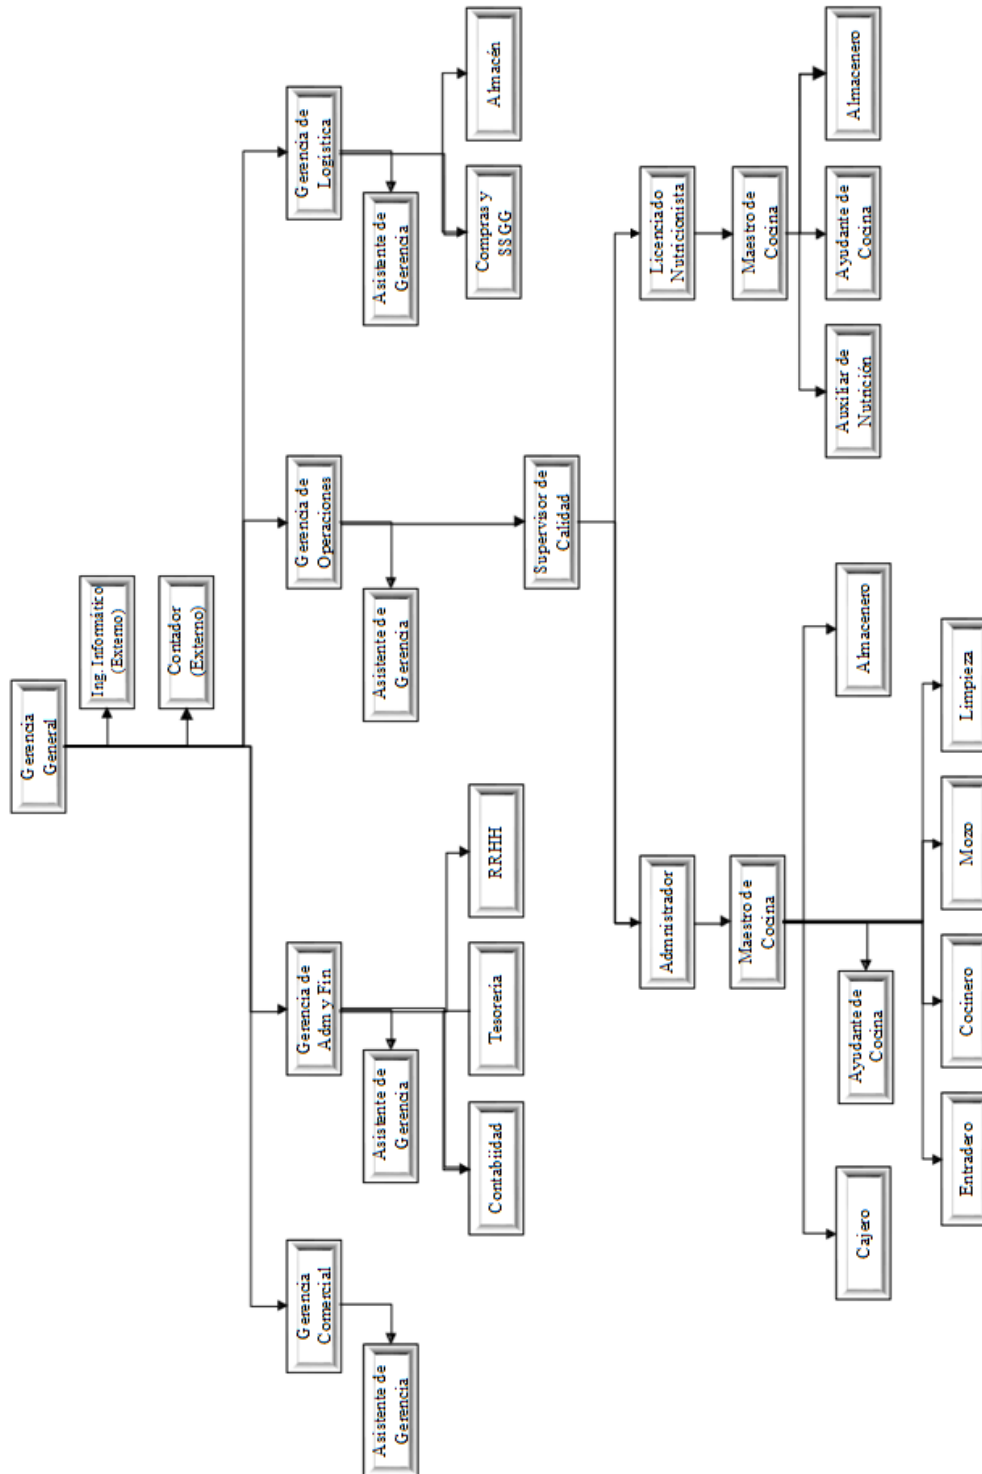 Gerencia
General
Ing. Informático
(Externo)
Contador
(Externo)
Gerencia
Comercial
Gerencia de
Adm y Fin
Gerencia de
Operaciones
Gerencia de
Logística
Asistente de
Gerencia
Asistente de
Gerencia
Asistente de
Gerencia
Asistente de
Gerencia
Contabiidad
Tesorería
RRHH
Compras y
SSGG
Almacén
Supervisor de
Calidad
Admnistrador
Licenciado
Nutricionista
Maestro de
Cocina
Maestro de
Cocina
Cajero
Ayudante de
Cocina
Almacenero
Auxiliar de
Nutrición
Ayudante de
Cocina
Almacenero
Entradero
Cocinero
Mozo
Limpieza